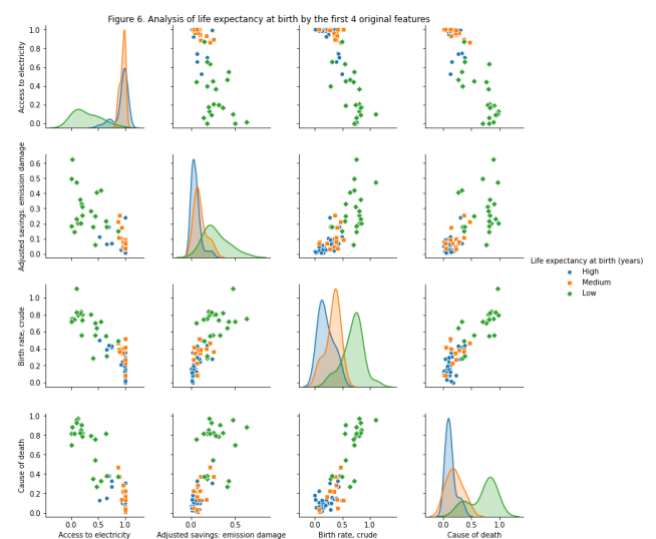 Figure 6. Analysis of life expectancy at birth by the first 4 original features
Access to electricity
1.0
0.8
0.6
0.4
0.2
0.0
Adjusted savings: emission damage
0.6
0.5
0.4
0.3
0.2
0.1
0.0
Life expectancy at birth (years)
High
Medium
Low
Birth rate, crude
1.0
0.8
0.6
0.4
0.2
0.0
Cause of death
1.0
0.8
0.6
0.4
0.2
0.0
0.0 0.5 1.0 0.0 0.5 0.0 0.5 1.0 0.0 0.5 1.0
Access to electricity Adjusted savings: emission damage Birth rate, crude Cause of death